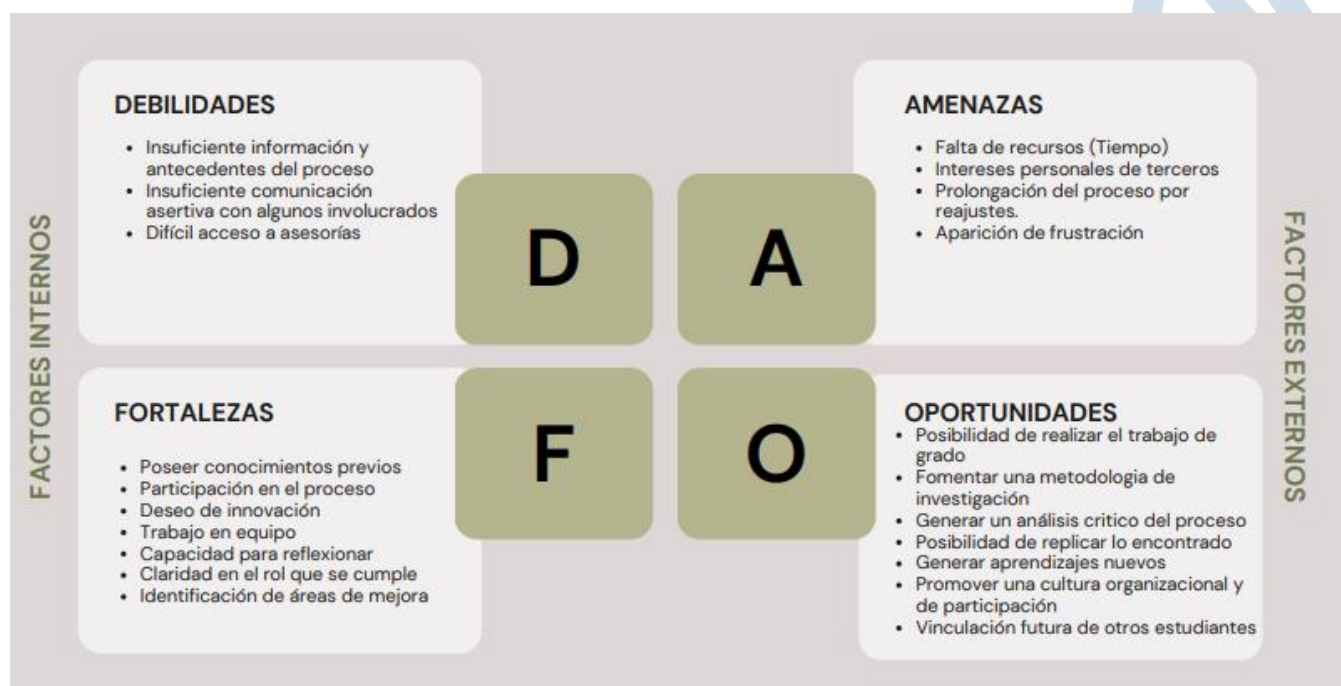 FACTORES INTERNOS
DEBILIDADES
• Insuficiente información y
antecedentes del proceso
• Insuficiente comunicación
asertiva con algunos involucrados
• Difícil acceso a asesorías
D
AMENAZAS
• Falta de recursos (Tiempo)
• Intereses personales de terceros
• Prolongación del proceso por
reajustes.
• Aparición de frustración
A
FORTALEZAS
• Poseer conocimientos previos
• Participación en el proceso
• Deseo de innovación
• Trabajo en equipo
• Capacidad para reflexionar
• Claridad en el rol que se cumple
• Identificación de áreas de mejora
F
OPORTUNIDADES
• Posibilidad de realizar el trabajo de
grado
• Fomentar una metodologia de
investigación
• Generar un análisis critico del proceso
• Posibilidad de replicar lo encontrado
• Generar aprendizajes nuevos
• Promover una cultura organizacional y
de participación
• Vinculación futura de otros estudiantes
O
FACTORES EXTERNOS